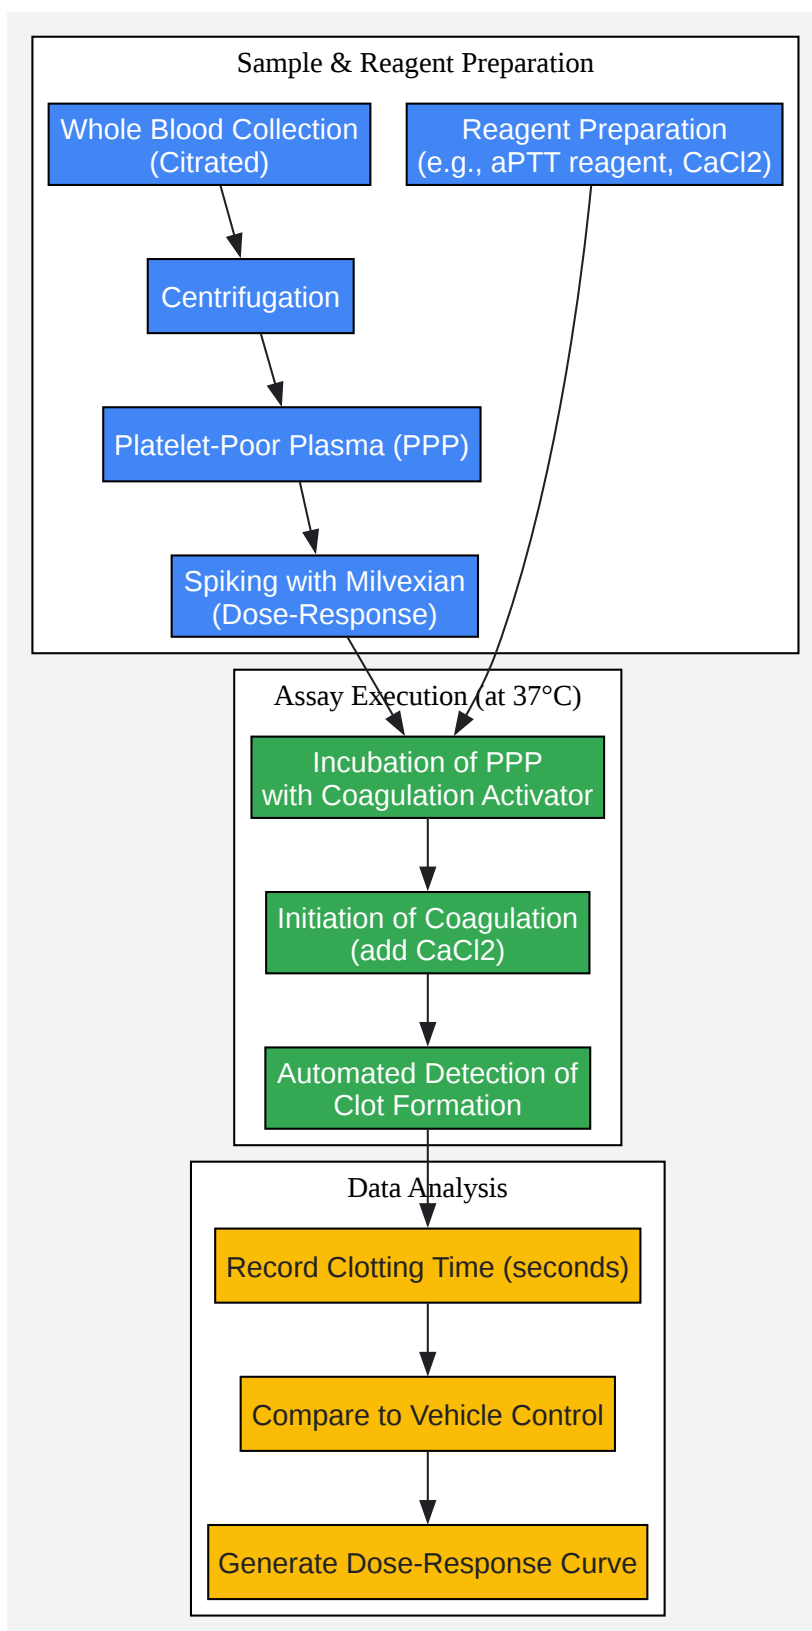 Sample & Reagent Preparation
Whole Blood Collection
(Citrated)
Reagent Preparation
(e.g., aPTT reagent, CaCl2)
Centrifugation
Platelet-Poor Plasma (PPP)
Spiking with Milvexian
(Dose-Response)
Assay Execution (at 37°C)
Incubation of PPP
with Coagulation Activator
Initiation of Coagulation
(add CaCl2)
Automated Detection of
Clot Formation
Data Analysis
Record Clotting Time (seconds)
Compare to Vehicle Control
Generate Dose-Response Curve